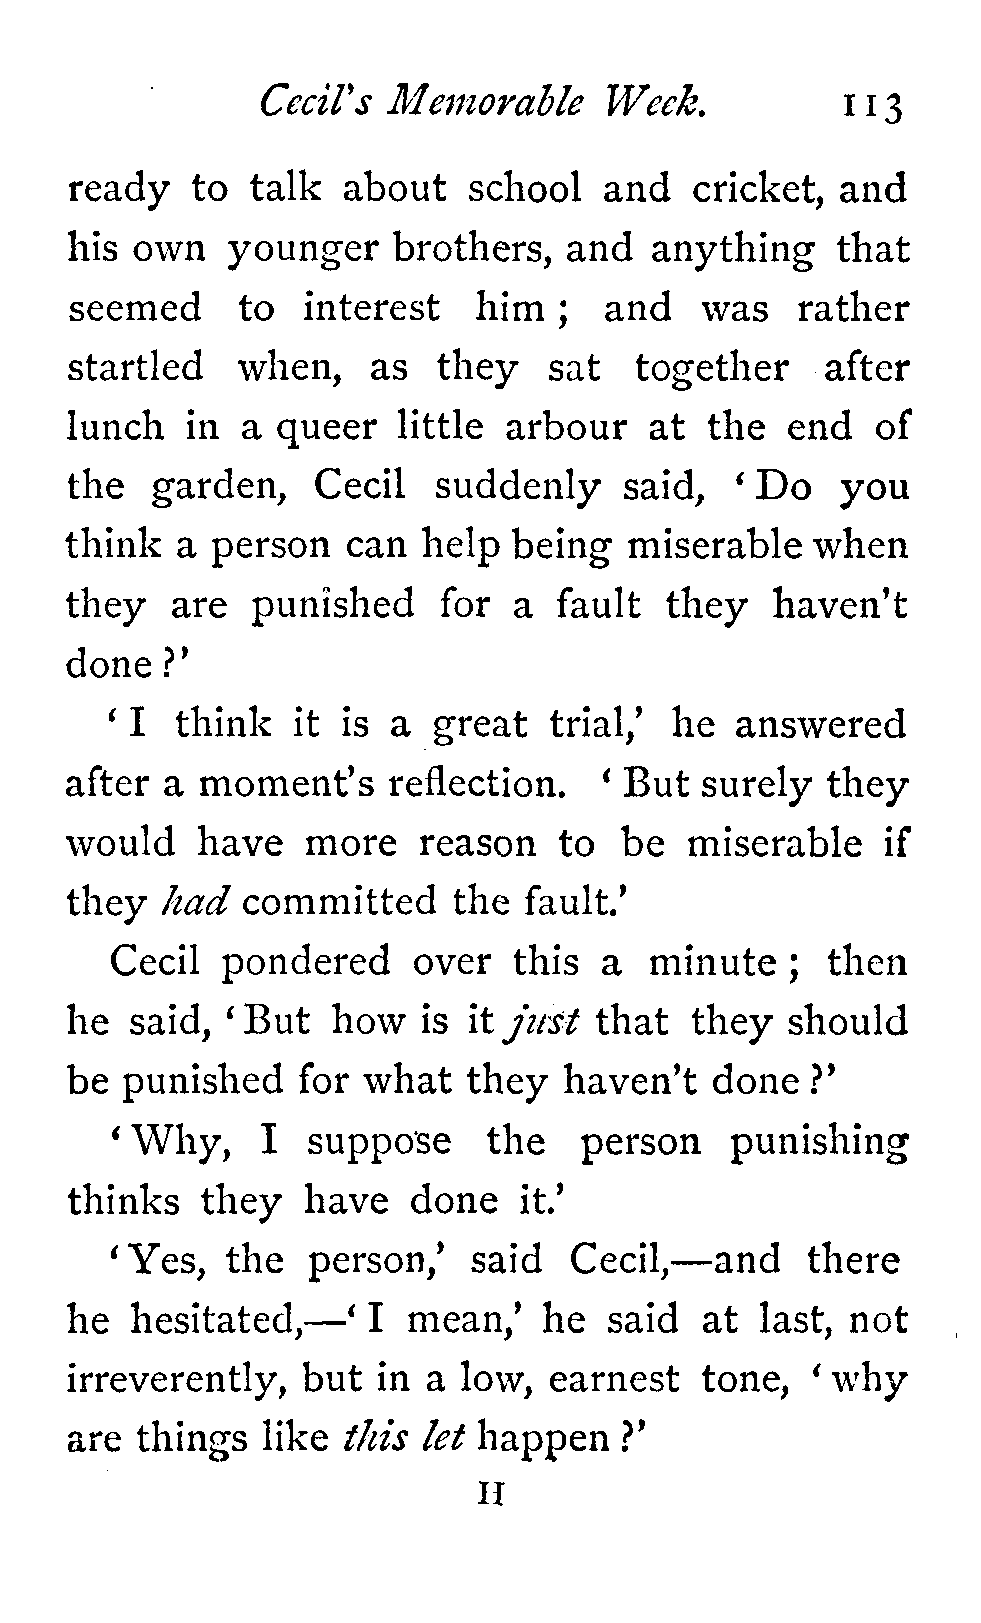 Cecil's Memorable Week. 113
ready to talk about school and cricket, and
his own younger brothers, and anything that
seemed to interest him ; and was rather
startled when, as they sat together after
lunch in a queer little arbour at the end of
the garden, Cecil suddenly said, ‘ Do you
think a person can help being miserable when
they are punished for a fault they haven't
done ?’
‘ I think it is a great trial,’ he answered
after a moment's reflection. ‘ But surely they
would have more reason to be miserable if
they had committed the fault.’
Cecil pondered over this a minute ; then
he said, ‘ But how is it just that they should
be punished for what they haven't done ?’
‘ Why, I suppose the person punishing
thinks they have done it.’
‘ Yes, the person,’ said Cecil,—and there
he hesitated,—‘ I mean,’ he said at last, not
irreverently, but in a low, earnest tone, ‘ why
are things like this let happen ?’
H